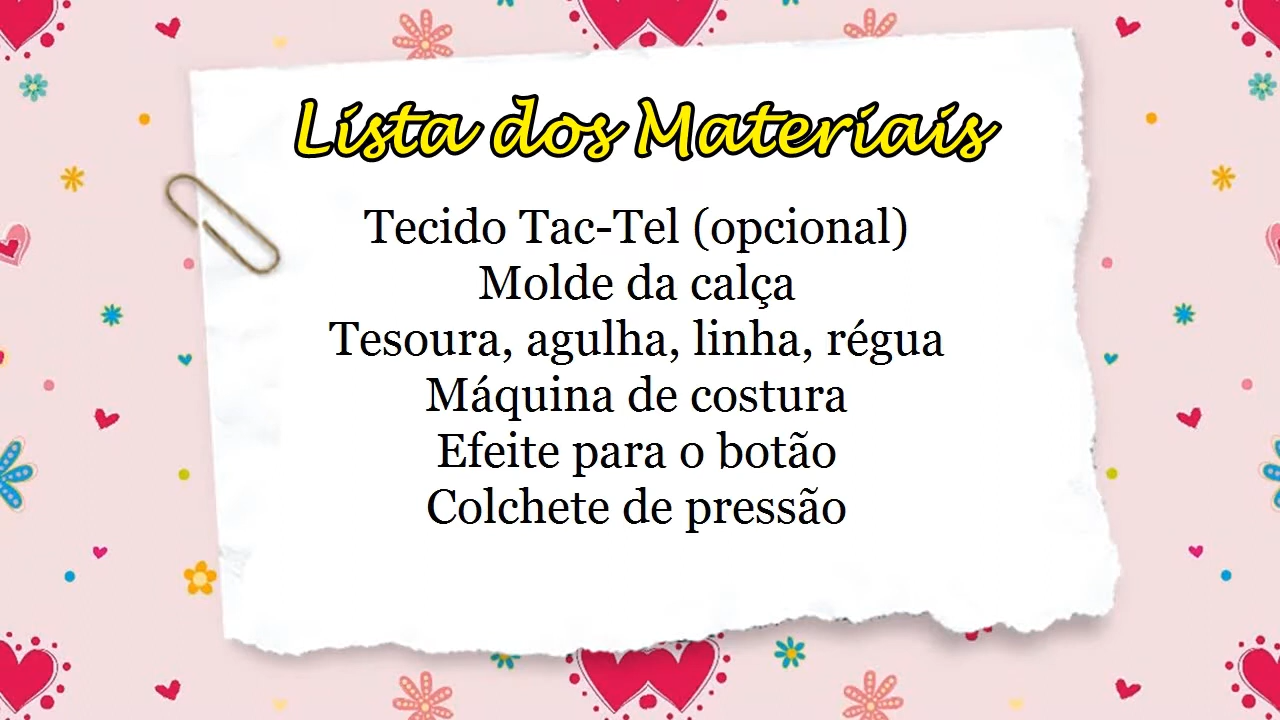 Lista dos Materiais
Tecido Tac-Tel (opcional)
Molde da calça
Tesoura, agulha, linha, régua
Máquina de costura
Efeite para o botão
Colchete de pressão